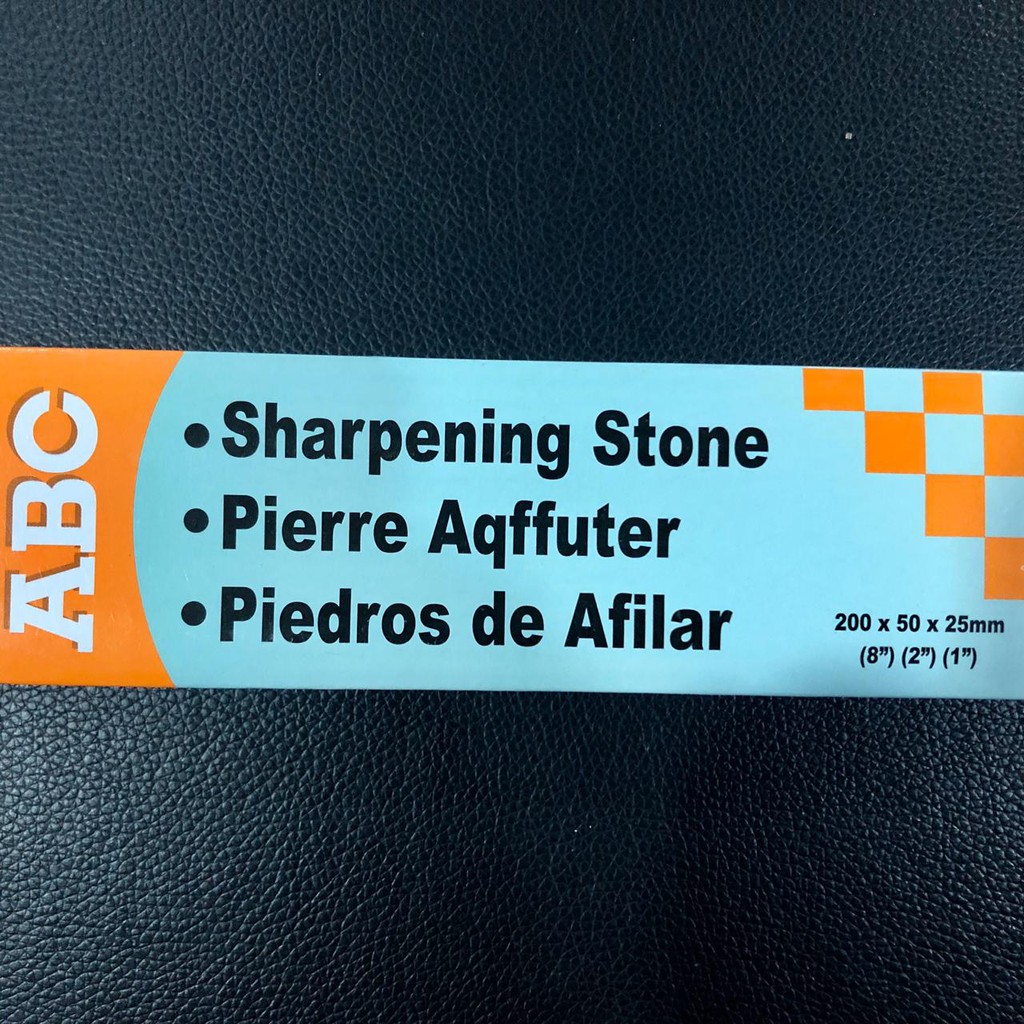 ABC
• Sharpening Stone
• Pierre Aqffuter
• Piedros de Afilar
200 x 50 x 25mm
(8”) (2”) (1”)